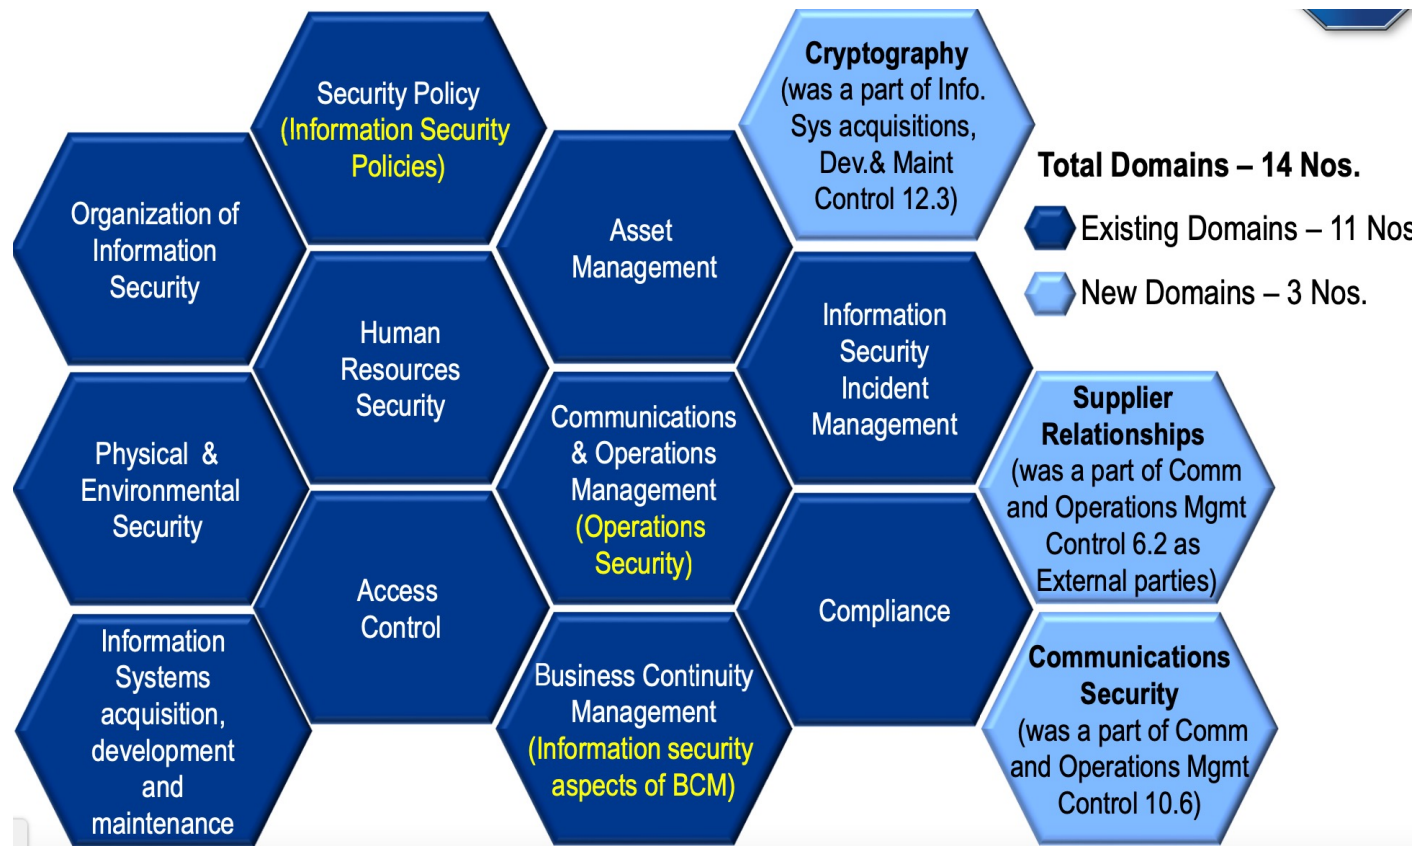 Security Policy
(Information Security
Policies)
Cryptography
(was a part of Info.
Sys acquisitions,
Dev.& Maint
Control 12.3)
Total Domains – 14 Nos.
Existing Domains – 11 Nos
New Domains – 3 Nos.
Organization of
Information
Security
Asset
Management
Human
Resources
Security
Information
Security
Incident
Management
Physical &
Environmental
Security
Communications
& Operations
Management
(Operations
Security)
Supplier
Relationships
(was a part of Comm
and Operations Mgmt
Control 6.2 as
External parties)
Access
Control
Compliance
Information
Systems
acquisition,
development
and
maintenance
Business Continuity
Management
(Information security
aspects of BCM)
Communications
Security
(was a part of Comm
and Operations Mgmt
Control 10.6)